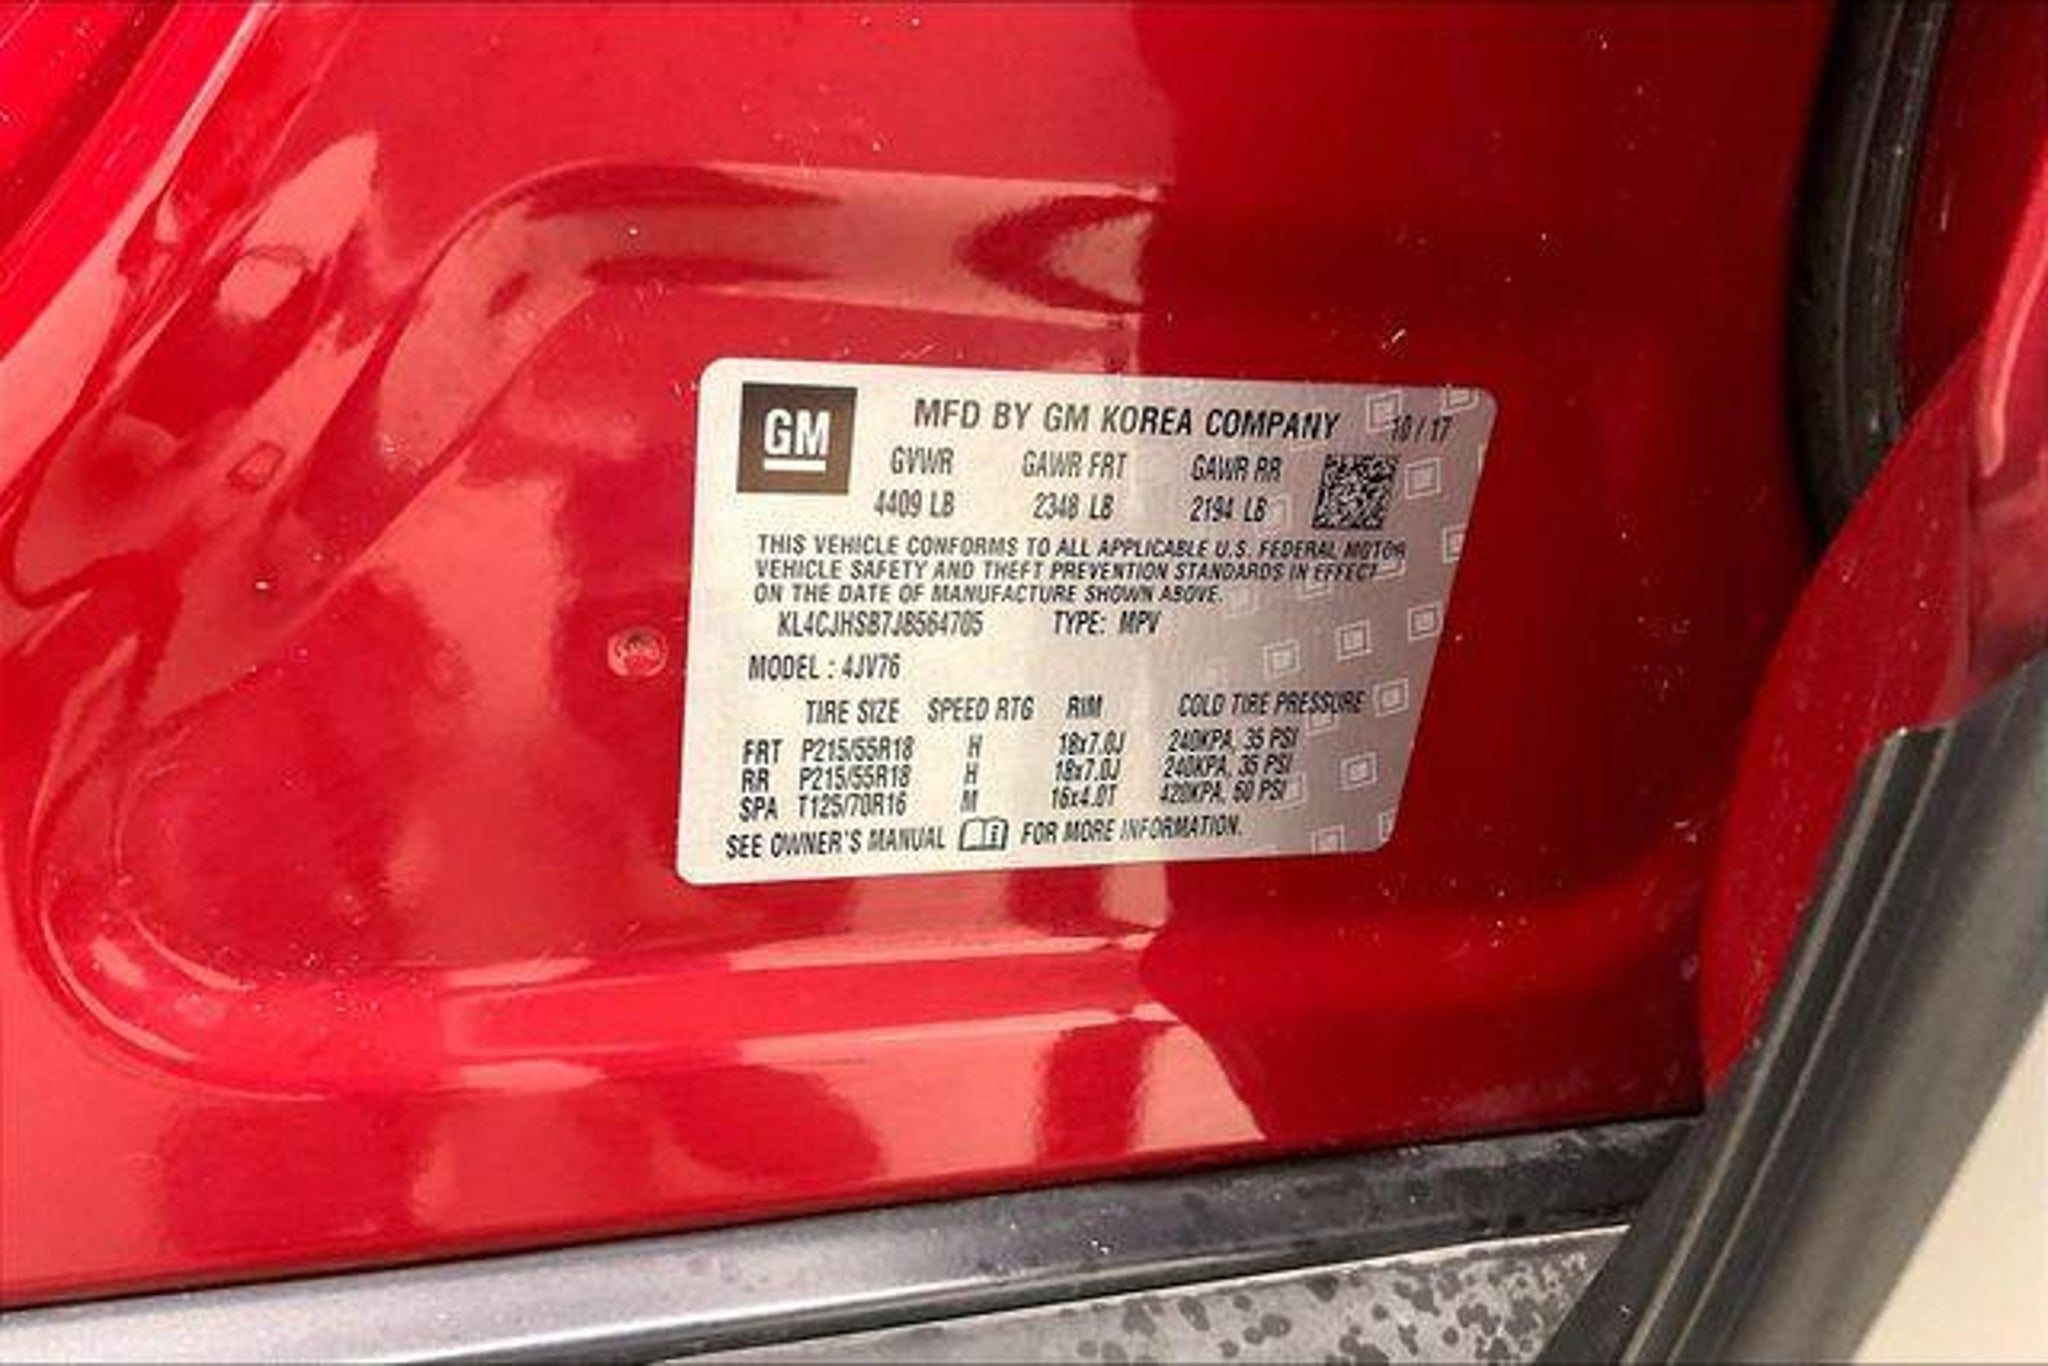 GM MFD BY GM KOREA COMPANY 10/17
GVWR GAWR FRT GAWR RR
4409 LB 2348 LB 2194 LB
THIS VEHICLE CONFORMS TO ALL APPLICABLE U.S. FEDERAL MOTOR
VEHICLE SAFETY AND THEFT PREVENTION STANDARDS IN EFFECT
ON THE DATE OF MANUFACTURE SHOWN ABOVE.
KL4CJHSB7JB564705 TYPE: MPV
MODEL : 4JV76
TIRE SIZE SPEED RTG RIM COLD TIRE PRESSURE
FRT P215/55R18 H 18x7.0J 240KPA, 35 PSI
RR P215/55R18 H 18x7.0J 240KPA, 35 PSI
SPA T125/70R16 M 16x4.0T 420KPA, 60 PSI
SEE OWNER'S MANUAL FOR MORE INFORMATION.